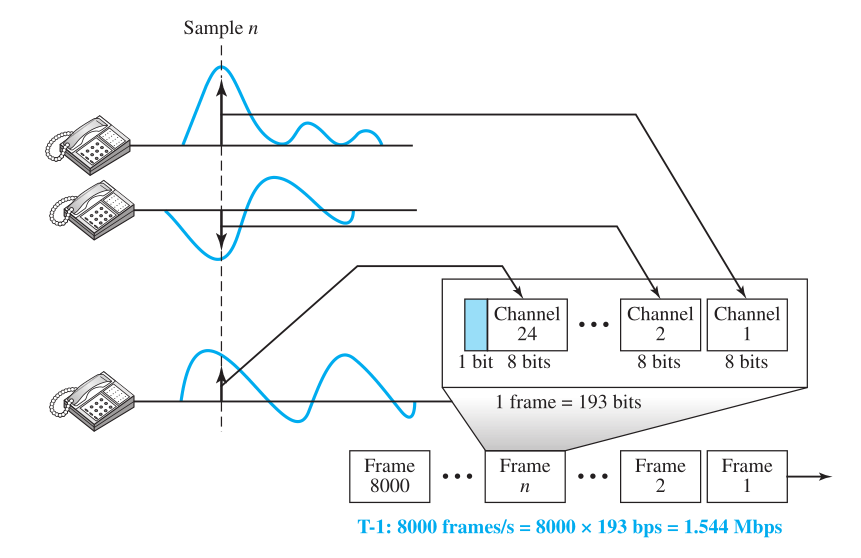 Sample n
Channel
24
Channel
2
Channel
1
1 bit
8 bits
8 bits
8 bits
1 frame = 193 bits
Frame
8000
Frame
n
Frame
2
Frame
1
T-1: 8000 frames/s = 8000 × 193 bps = 1.544 Mbps